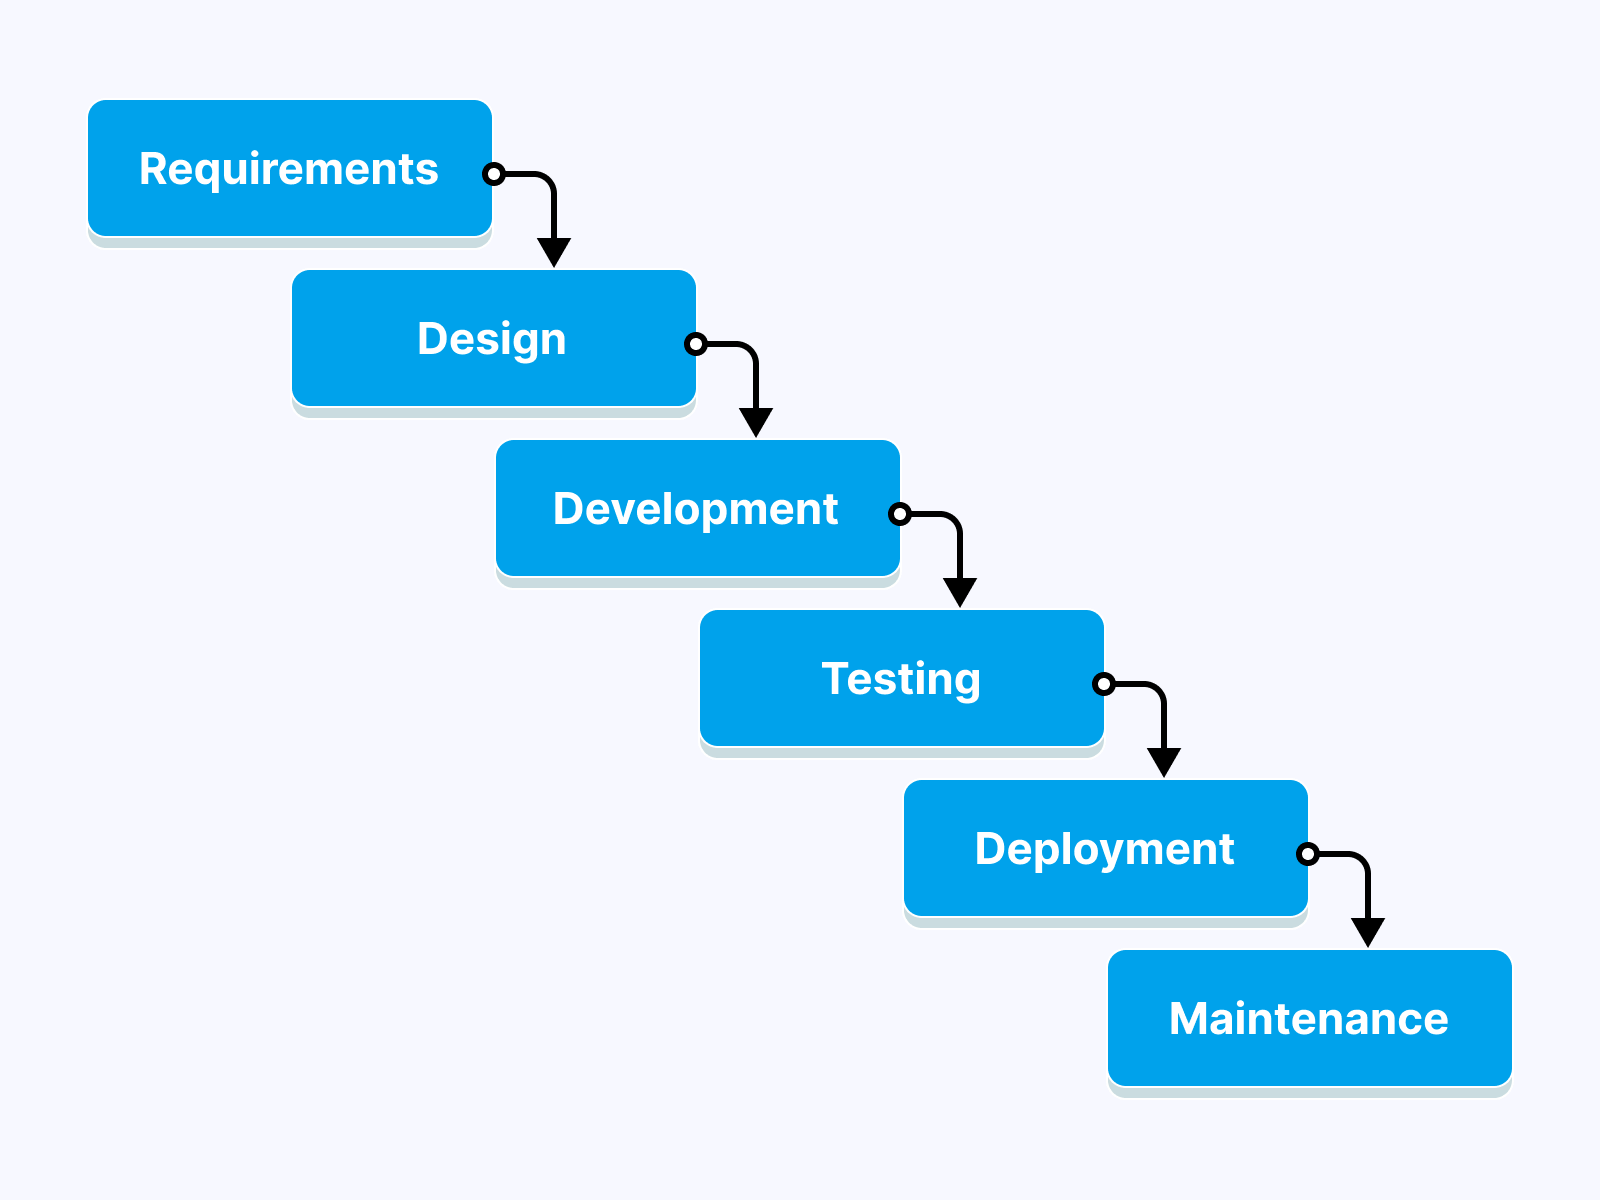 Requirements
Design
Development
Testing
Deployment
Maintenance